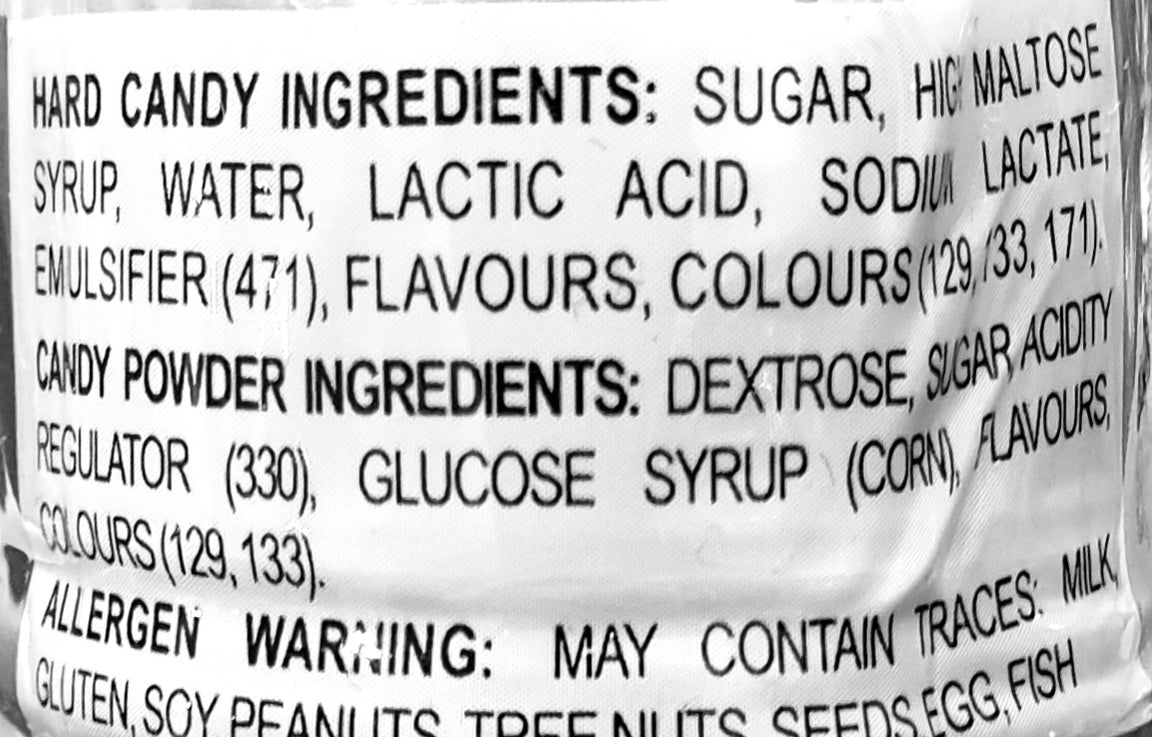 HARD CANDY INGREDIENTS: SUGAR, HIGH MALTOSE
SYRUP, WATER, LACTIC ACID, SODIUM LACTATE,
EMULSIFIER (471), FLAVOURS, COLOURS (129, 133, 171).
CANDY POWDER INGREDIENTS: DEXTROSE, SUGAR, ACIDITY
REGULATOR (330), GLUCOSE SYRUP (CORN), FLAVOURS,
COLOURS (129, 133).
ALLERGEN WARNING: MAY CONTAIN TRACES: MILK,
GLUTEN, SOY PEANUTS, TREE NUTS, SEEDS, EGG, FISH